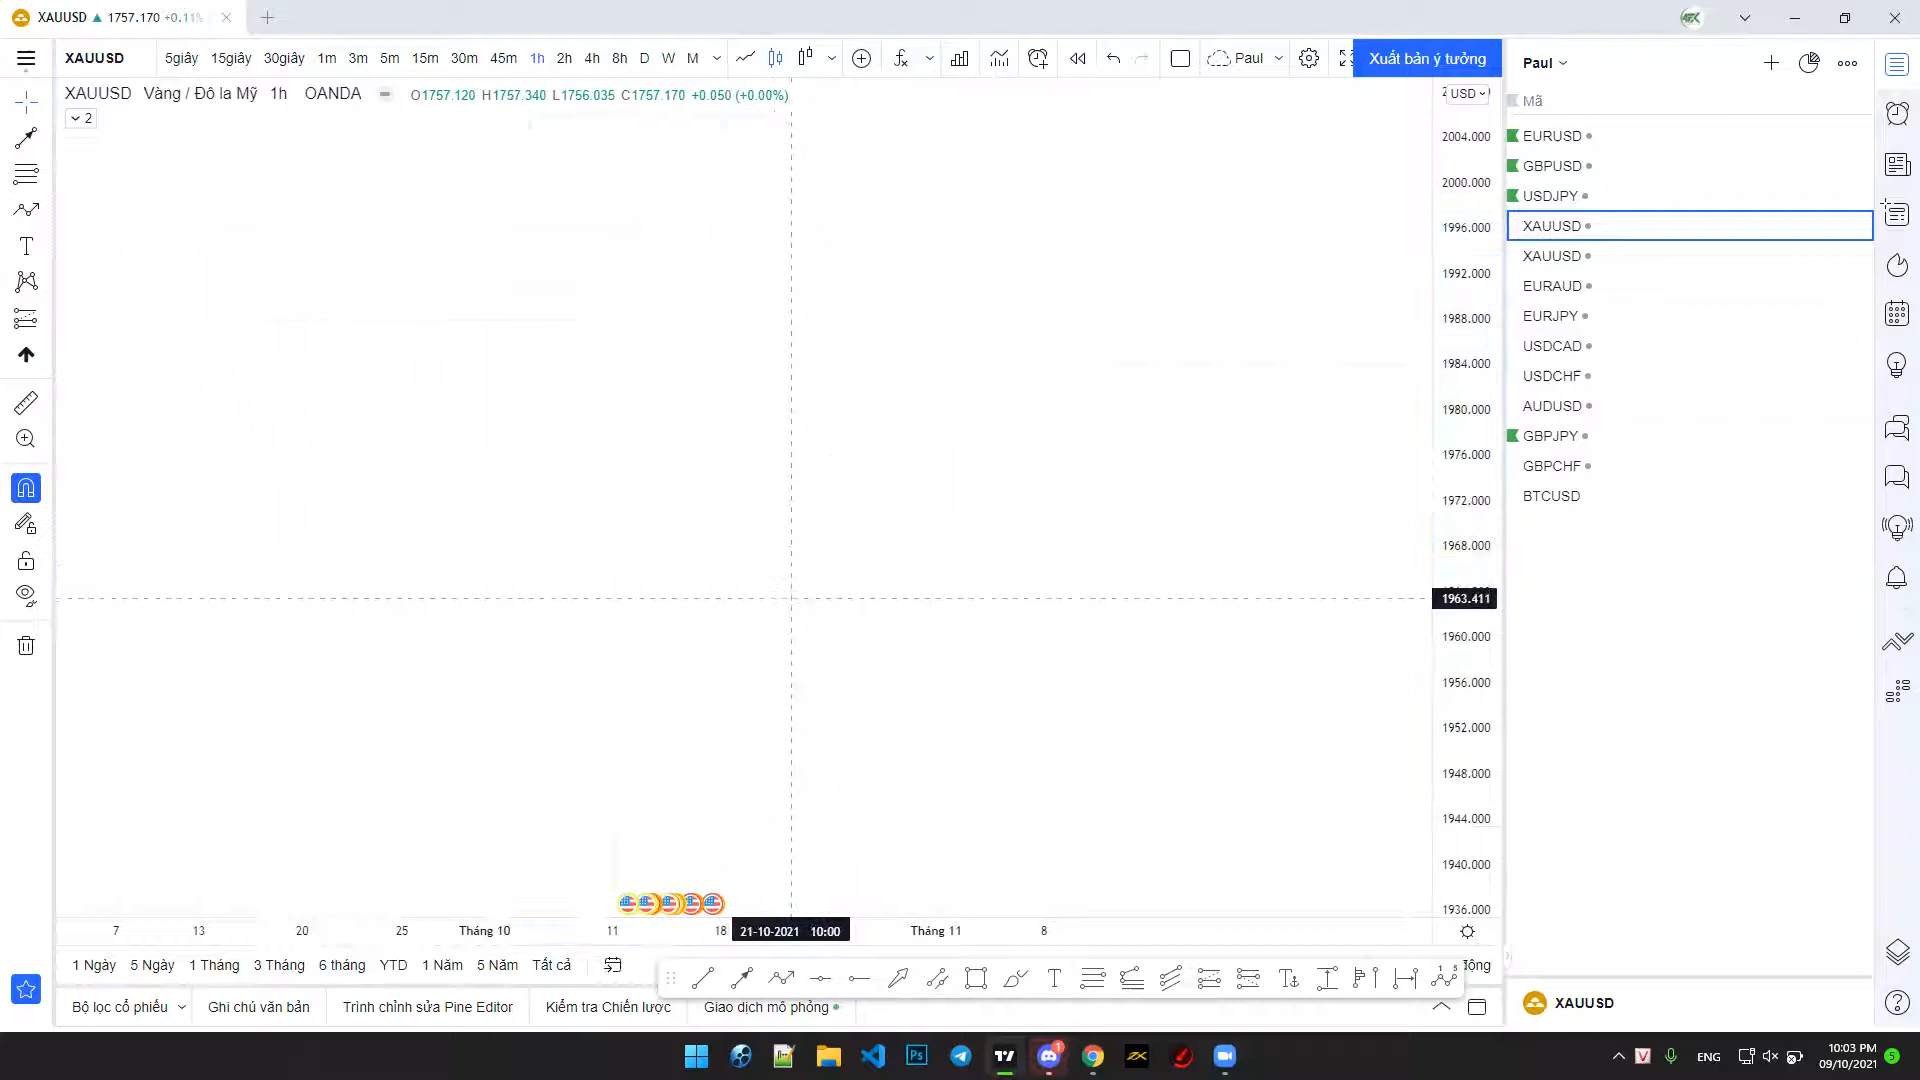 XAUUSD ▲ 1757.170 +0.11%
XAUUSD 5giây 15giây 30giây 1m 3m 5m 15m 30m 45m 1h 2h 4h 8h D W M Paul Xuất bản ý tưởng
XAUUSD Vàng / Đô la Mỹ 1h OANDA O1757.120 H1757.340 L1756.035 C1757.170 +0.050 (+0.00%)
2
USD
2004.000
2000.000
1996.000
1992.000
1988.000
1984.000
1980.000
1976.000
1972.000
1968.000
1963.411
1960.000
1956.000
1952.000
1948.000
1944.000
1940.000
1936.000
7 13 20 25 Tháng 10 11 18 21-10-2021 10:00 Tháng 11 8
1 Ngày 5 Ngày 1 Tháng 3 Tháng 6 tháng YTD 1 Năm 5 Năm Tất cả
động
Bộ lọc cổ phiếu Ghi chú văn bản Trình chỉnh sửa Pine Editor Kiểm tra Chiến lược Giao dịch mô phỏng
Paul
Mã
EURUSD
GBPUSD
USDJPY
XAUUSD
XAUUSD
EURAUD
EURJPY
USDCAD
USDCHF
AUDUSD
GBPJPY
GBPCHF
BTCUSD
XAUUSD
Ps
1
V
ENG
10:03 PM
09/10/2021
5